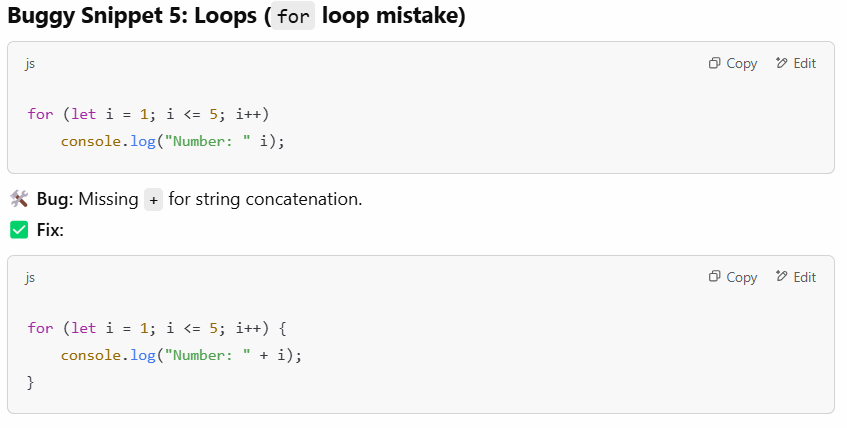 Buggy Snippet 5: Loops (for loop mistake)
js Copy Edit
for (let i = 1; i <= 5; i++)
    console.log("Number: " i);
🛠️ Bug: Missing + for string concatenation.
✅ Fix:
js Copy Edit
for (let i = 1; i <= 5; i++) {
    console.log("Number: " + i);
}